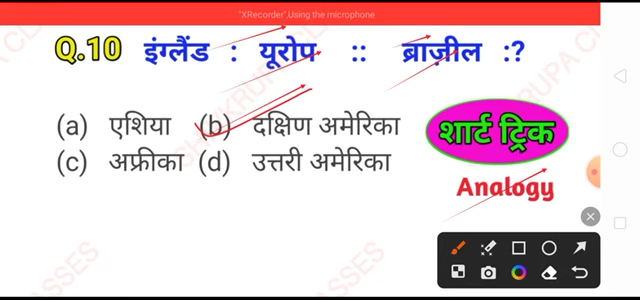 "XRecorder".Using the microphone
Q.10 इंग्लैंड : यूरोप :: ब्राज़ील :?
(a) एशिया (b) दक्षिण अमेरिका
(c) अफ्रीका (d) उत्तरी अमेरिका
शार्ट ट्रिक
Analogy